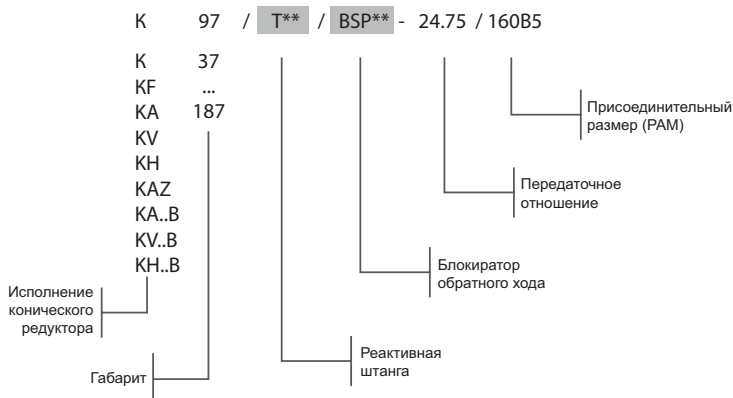 K 97 / T** / BSP** - 24.75 / 160B5
K 37
KF ...
KA 187
KV
KH
KAZ
KA..B
KV..B
KH..B
Присоединительный
размер (PAM)
Передаточное
отношение
Блокиратор
обратного хода
Реактивная
штанга
Исполнение
конического
редуктора
Габарит